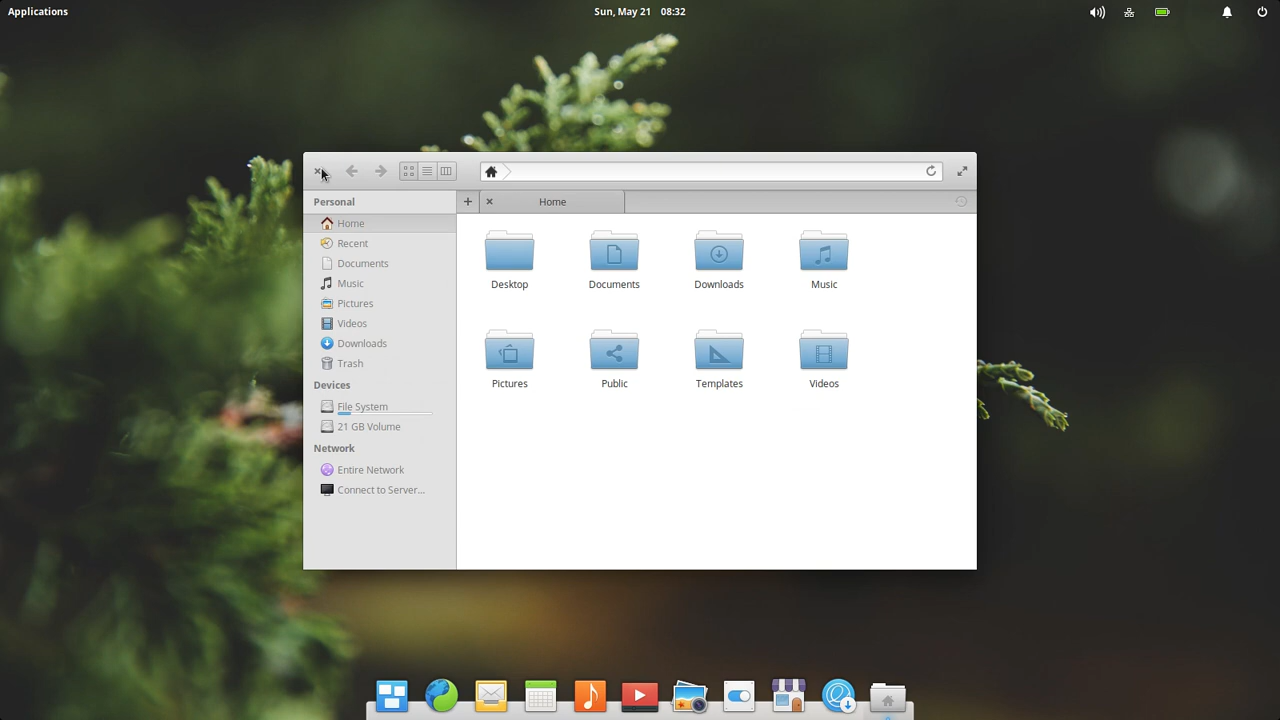 Applications
Sun, May 21 08:32
Personal
Home
Home
Recent
Documents
Music
Pictures
Videos
Downloads
Trash
Devices
File System
21 GB Volume
Network
Entire Network
Connect to Server...
Desktop
Documents
Downloads
Music
Pictures
Public
Templates
Videos